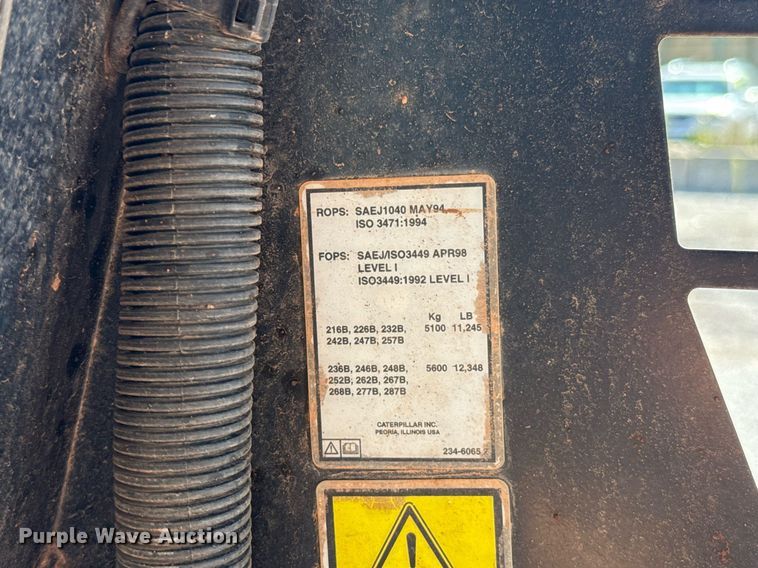 ROPS: SAEJ1040 MAY94
ISO 3471:1994
FOPS: SAEJ/ISO3449 APR98
LEVEL I
ISO3449:1992 LEVEL I
Kg LB
216B, 226B, 232B, 5100 11,245
242B, 247B, 257B
236B, 246B, 248B, 5600 12,348
252B, 262B, 267B,
268B, 277B, 287B
CATERPILLAR INC.
PEORIA, ILLINOIS USA
234-6065
Purple Wave Auction